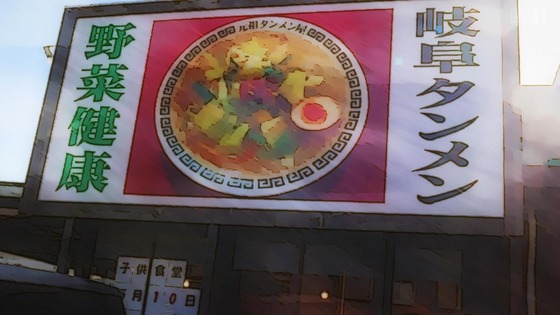 野菜健康
元祖タンメン屋
岐阜タンメン
子供食堂
月10日